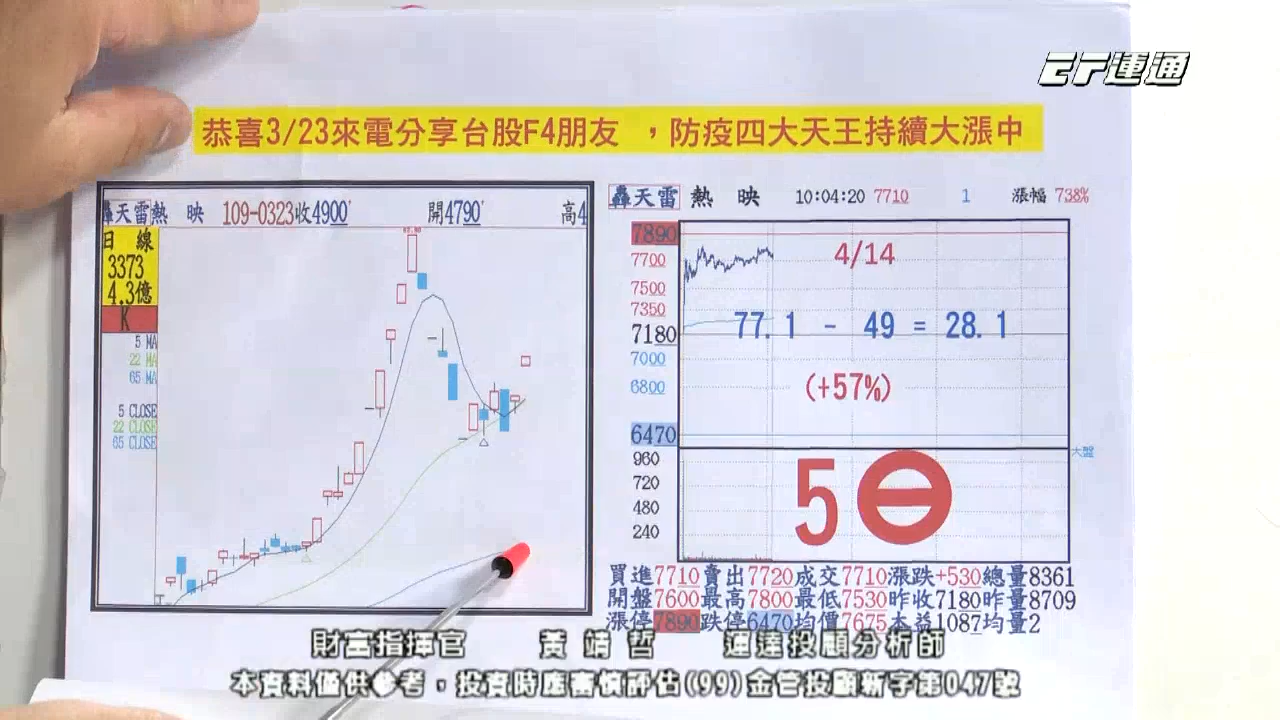 EF運通
恭喜3/23來電分享台股F4朋友 ，防疫四大天王持續大漲中
轟天雷熱 映 109-0323收4900 開4790 高4
日 線
3373
4.3億
K
5 MA
22 MA
65 MA
5 CLOSE
22 CLOSE
65 CLOSE
轟天雷 熱 映 10:04:20 7710 1 漲幅 738%
7890
7700
7500
7350
7180
7000
6800
6470
960
720
480
240
4/14
77.1 - 49 = 28.1
(+57%)
5
大盤
買進7710賣出7720成交7710漲跌+530總量8361
開盤7600最高7800最低7530昨收7180昨量8709
漲停7890跌停6470均價7675本益1087均量2
財富指揮官 黃靖哲 運達投顧分析師
本資料僅供參考，投資時應審慎評估(99)金管投顧新字第047號